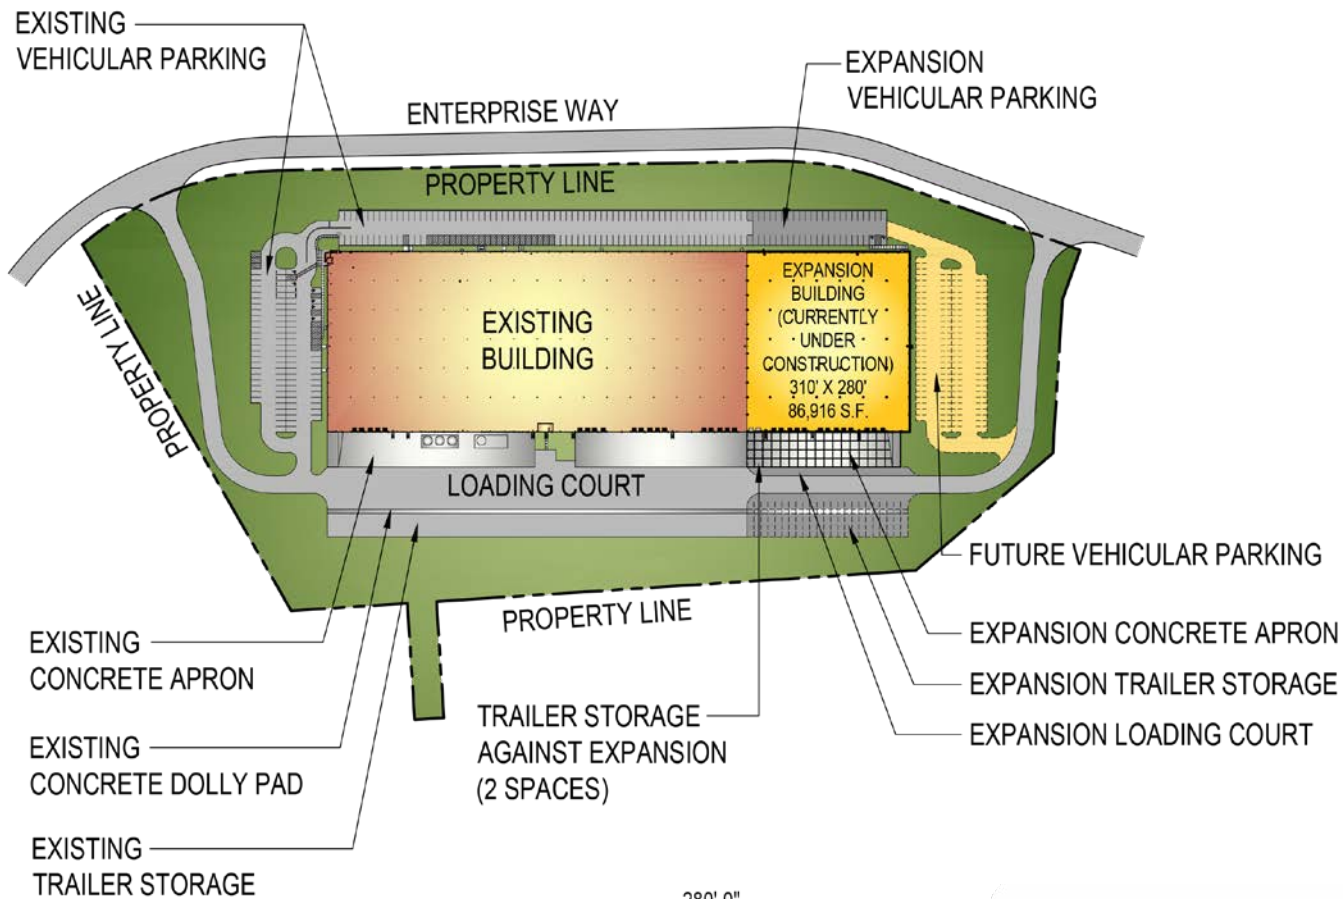 EXISTING
VEHICULAR PARKING
EXPANSION
VEHICULAR PARKING
ENTERPRISE WAY
PROPERTY LINE
PROPERTY LINE
EXISTING
BUILDING
EXPANSION
BUILDING
(CURRENTLY
UNDER
CONSTRUCTION)
310' X 280'
86,916 S.F.
LOADING COURT
PROPERTY LINE
FUTURE VEHICULAR PARKING
EXPANSION CONCRETE APRON
EXPANSION TRAILER STORAGE
EXPANSION LOADING COURT
EXISTING
CONCRETE APRON
EXISTING
CONCRETE DOLLY PAD
EXISTING
TRAILER STORAGE
TRAILER STORAGE
AGAINST EXPANSION
(2 SPACES)